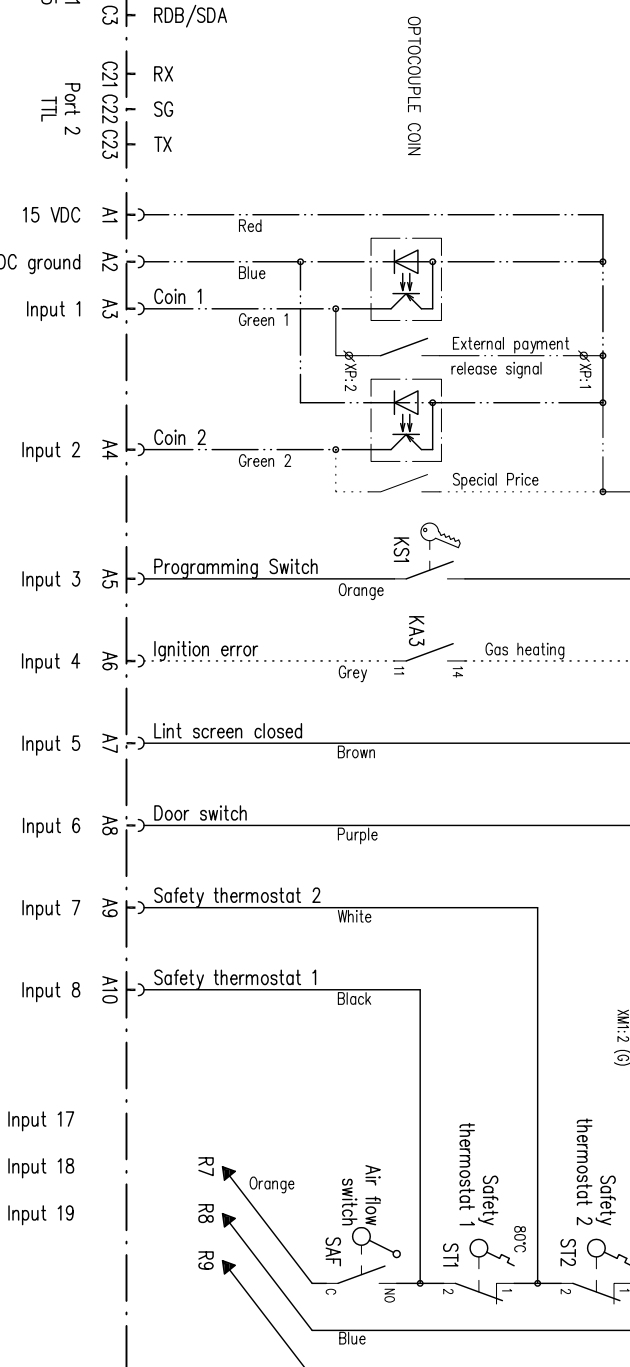 C3 RDB/SDA
C21 RX
C22 SG
C23 TX
Port 2
TTL
OPTOCOUPLE COIN
15 VDC A1
Red
DC ground A2
Blue
Input 1 A3 Coin 1
Green 1
External payment
release signal
XP:2
XP:1
Input 2 A4 Coin 2
Green 2
Special Price
Input 3 A5 Programming Switch
KS1
Orange
Input 4 A6 Ignition error
KA3
Gas heating
Grey
11
14
Input 5 A7 Lint screen closed
Brown
Input 6 A8 Door switch
Purple
Input 7 A9 Safety thermostat 2
White
Input 8 A10 Safety thermostat 1
Black
XM1:2 (G)
Input 17
Input 18
Input 19
R7
Orange
R8
R9
Air flow
switch
SAF
C
NO
Safety
thermostat 1
ST1
80°C
2
1
Safety
thermostat 2
ST2
2
1
Blue